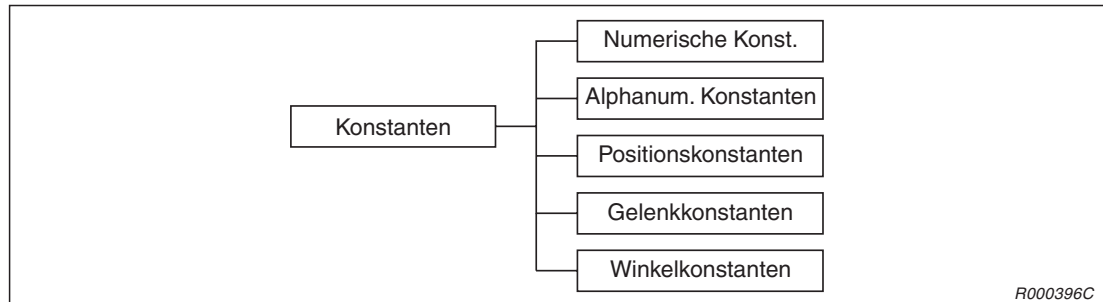 Numerische Konst.
Alphanum. Konstanten
Konstanten
Positionskonstanten
Gelenkkonstanten
Winkelkonstanten
R000396C